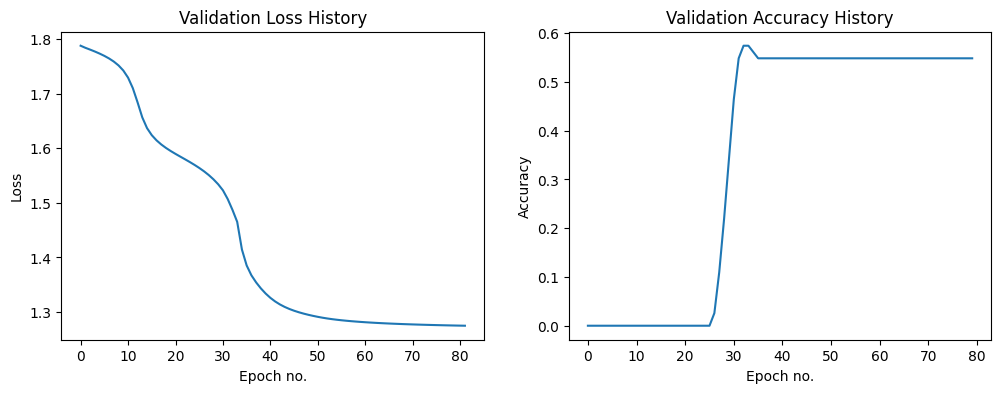 Validation Loss History
Loss
1.8
1.7
1.6
1.5
1.4
1.3
0 10 20 30 40 50 60 70 80
Epoch no.
Validation Accuracy History
Accuracy
0.6
0.5
0.4
0.3
0.2
0.1
0.0
0 10 20 30 40 50 60 70 80
Epoch no.